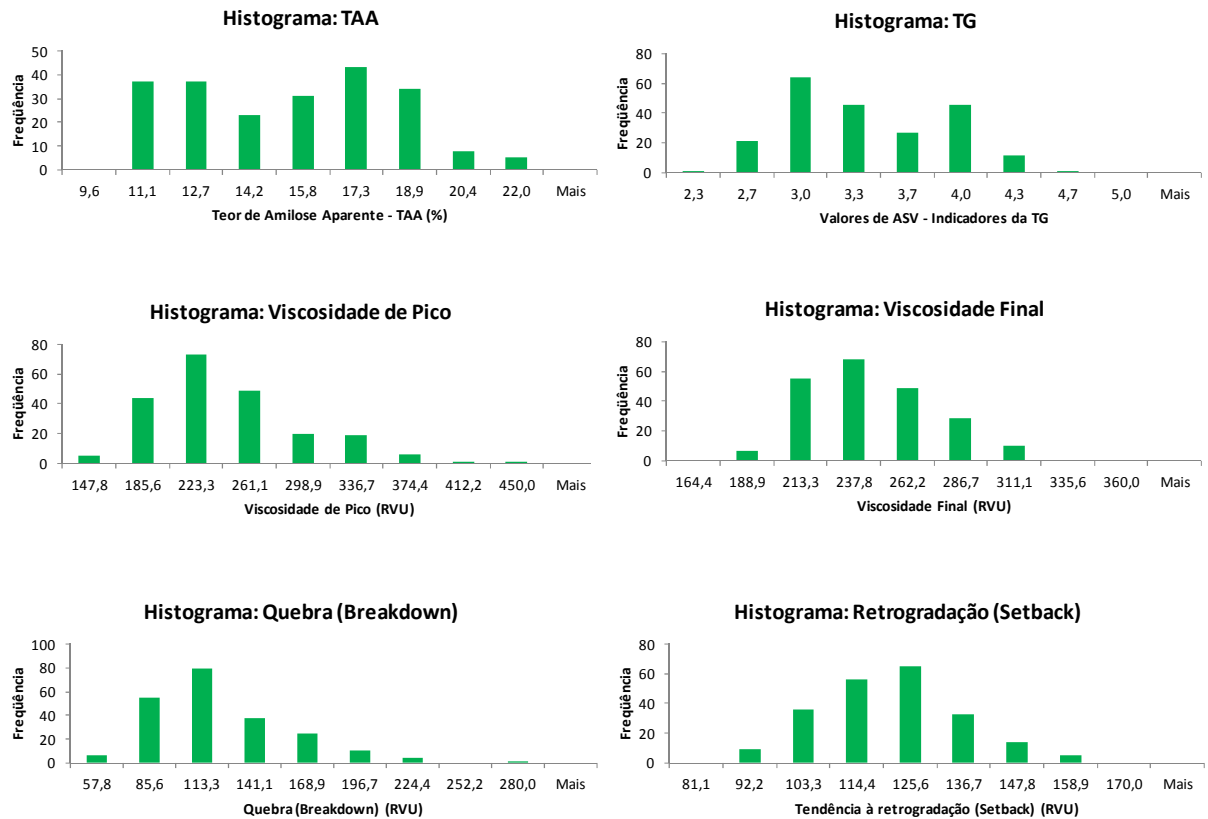 Histograma: TAA
Freqüência
50
40
30
20
10
0
9,6 11,1 12,7 14,2 15,8 17,3 18,9 20,4 22,0 Mais
Teor de Amilose Aparente - TAA (%)
Histograma: TG
Freqüência
80
60
40
20
0
2,3 2,7 3,0 3,3 3,7 4,0 4,3 4,7 5,0 Mais
Valores de ASV - Indicadores da TG
Histograma: Viscosidade de Pico
Freqüência
80
60
40
20
0
147,8 185,6 223,3 261,1 298,9 336,7 374,4 412,2 450,0 Mais
Viscosidade de Pico (RVU)
Histograma: Viscosidade Final
Freqüência
80
60
40
20
0
164,4 188,9 213,3 237,8 262,2 286,7 311,1 335,6 360,0 Mais
Viscosidade Final (RVU)
Histograma: Quebra (Breakdown)
Freqüência
100
80
60
40
20
0
57,8 85,6 113,3 141,1 168,9 196,7 224,4 252,2 280,0 Mais
Quebra (Breakdown) (RVU)
Histograma: Retrogradação (Setback)
Freqüência
80
60
40
20
0
81,1 92,2 103,3 114,4 125,6 136,7 147,8 158,9 170,0 Mais
Tendência à retrogradação (Setback) (RVU)